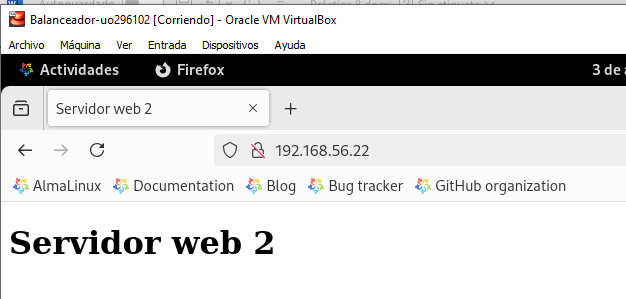 Balanceador-uo296102 [Corriendo] - Oracle VM VirtualBox
Archivo Máquina Ver Entrada Dispositivos Ayuda
Actividades Firefox 3 de
Servidor web 2
192.168.56.22
AlmaLinux Documentation Blog Bug tracker GitHub organization
Servidor web 2